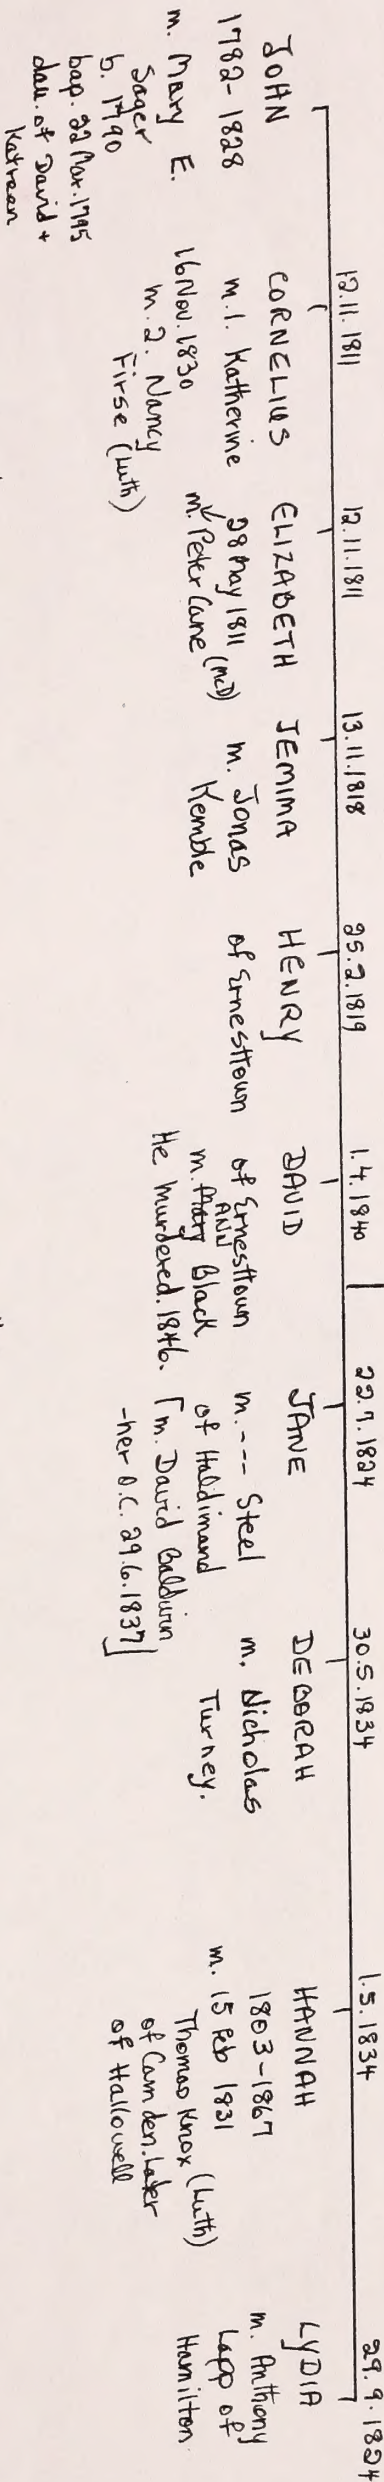 JOHN
1782-1828
m. Mary E.
Sager
b. 1790
bap. 22 Mar. 1795
dau. of David +
Katreen
12.11.1811
CORNELIUS
m.1. Katherine
16 Nov. 1830
m.2. Nancy
Firse (Luth)
12.11.1811
ELIZABETH
28 May 1811
m. Peter Cane (McD)
13.11.1818
JEMIMA
m. Jonas
Kemble
25.2.1819
HENRY
of Ernesttown
1.4.1840
DAVID
of Ernesttown
ANN
m. Mary Black
He murdered. 1846.
22.7.1824
JANE
m. --- Steel
of Haldimand
[m. David Baldwin
-her O.C. 29.6.1837]
30.5.1834
DEBORAH
m. Nicholas
Turney.
1.5.1834
HANNAH
1803-1867
m. 15 Feb 1831
Thomas Knox (Luth)
of Camden. Later
of Hallowell
29.9.1824
LYDIA
m. Anthony
Lapp of
Hamilton